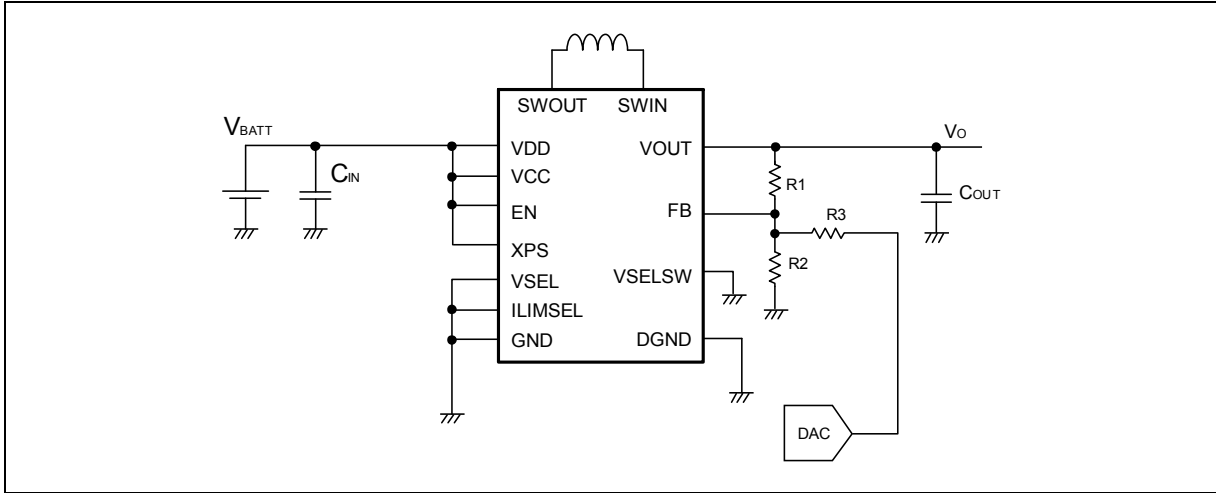 SWOUT SWIN
VBATT
CIN
VDD
VCC
EN
XPS
VSEL
ILIMSEL
GND
VOUT
FB
VSELSW
DGND
R1
R2
R3
VO
COUT
DAC